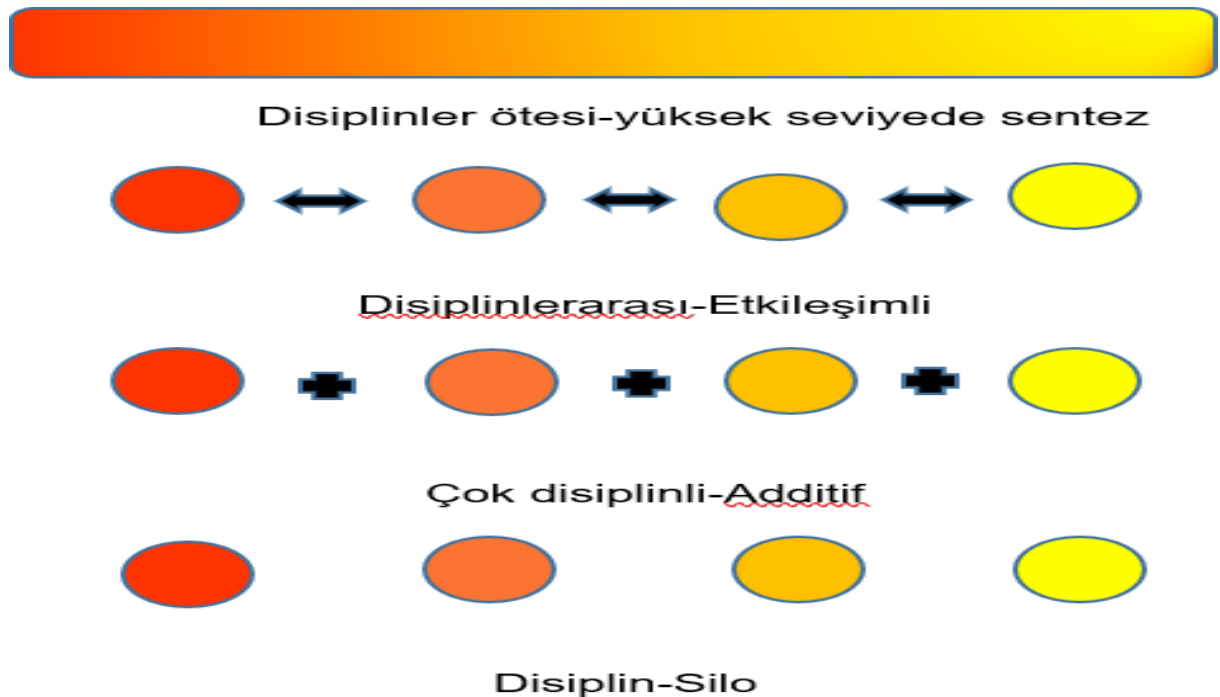 Disiplinler ötesi-yüksek seviyede sentez
Disiplinlerarası-Etkileşimli
Çok disiplinli-Additif
Disiplin-Silo